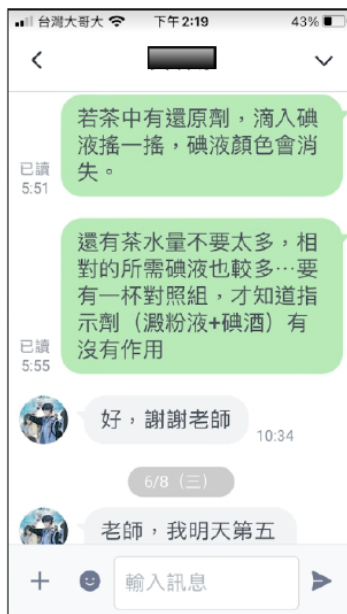 台灣大哥大 下午2:19 43%
若茶中有還原劑，滴入碘
液搖一搖，碘液顏色會消
失。
已讀
5:51
還有茶水量不要太多，相
對的所需碘液也較多…要
有一杯對照組，才知道指
示劑（澱粉液+碘酒）有
沒有作用
已讀
5:55
好，謝謝老師
10:34
6/8（三）
老師，我明天第五
輸入訊息